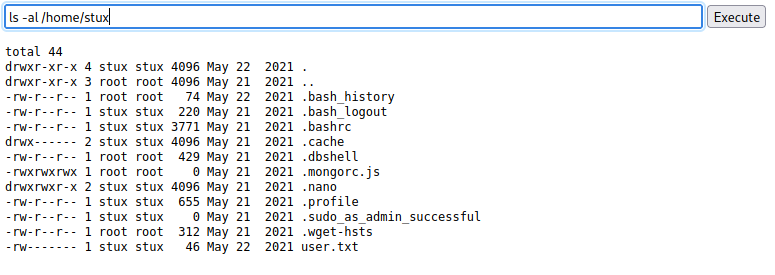 ls -al /home/stux
Execute
total 44
drwxr-xr-x 4 stux stux 4096 May 22  2021 .
drwxr-xr-x 3 root root 4096 May 21  2021 ..
-rw-r--r-- 1 root root   74 May 22  2021 .bash_history
-rw-r--r-- 1 stux stux  220 May 21  2021 .bash_logout
-rw-r--r-- 1 stux stux 3771 May 21  2021 .bashrc
drwx------ 2 stux stux 4096 May 21  2021 .cache
-rw-r--r-- 1 root root  429 May 21  2021 .dbshell
-rwxrwxrwx 1 root root    0 May 21  2021 .mongorc.js
drwxrwxr-x 2 stux stux 4096 May 21  2021 .nano
-rw-r--r-- 1 stux stux  655 May 21  2021 .profile
-rw-r--r-- 1 stux stux    0 May 21  2021 .sudo_as_admin_successful
-rw-r--r-- 1 root root  312 May 21  2021 .wget-hsts
-rw------- 1 stux stux   46 May 22  2021 user.txt